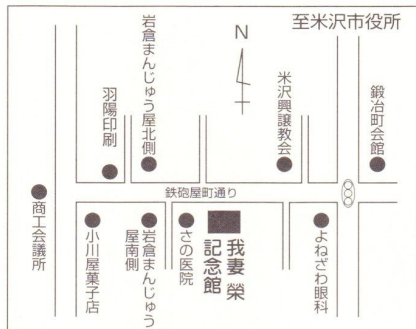 至米沢市役所
N
鍛冶町会館
米沢興譲教会
岩倉まんじゅう
屋北側
羽陽印刷
鉄砲屋町通り
商工会議所
小川屋菓子店
岩倉まんじゅう
屋南側
さの医院
我妻榮
記念館
よねざわ眼科